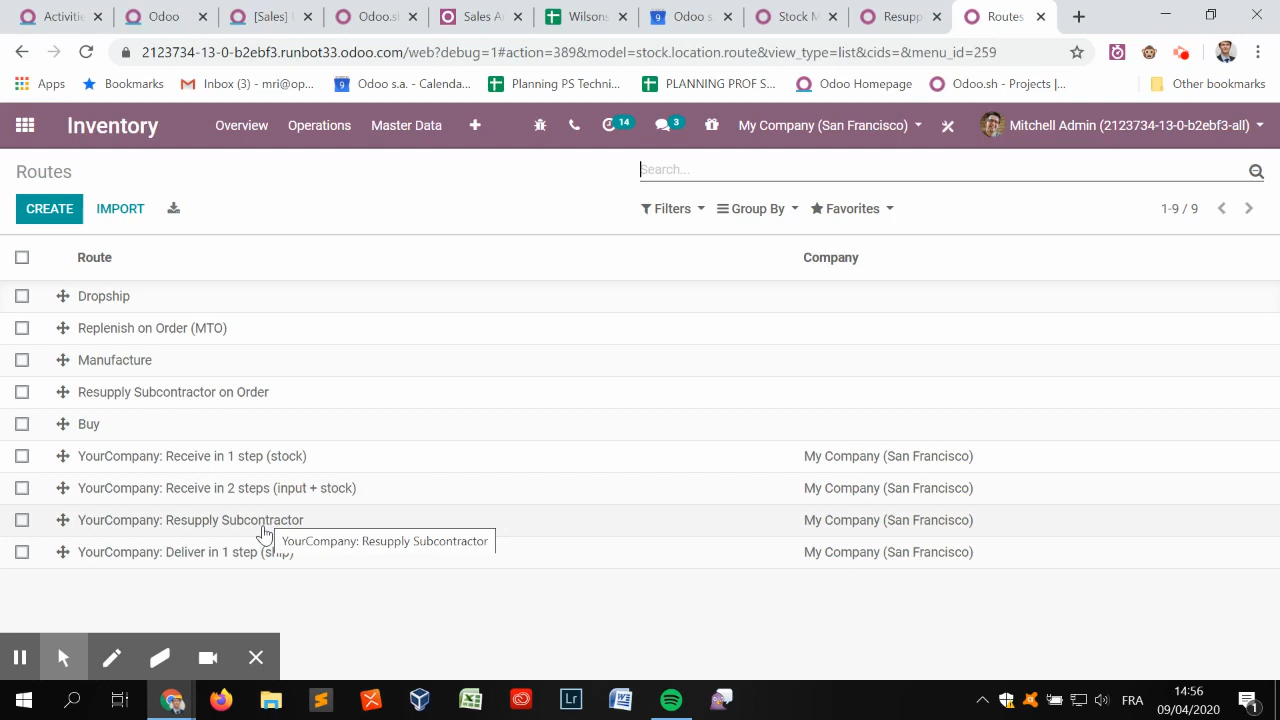 Activitie
Odoo
[Sales]
Odoo.sh
Sales A
Wilsons
Odoo s
Stock M
Resupp
Routes
2123734-13-0-b2ebf3.runbot33.odoo.com/web?debug=1#action=389&model=stock.location.route&view_type=list&cids=&menu_id=259
Apps
Bookmarks
Inbox (3) - mri@op...
Odoo s.a. - Calenda...
Planning PS Techni...
PLANNING PROF S...
Odoo Homepage
Odoo.sh - Projects |...
Other bookmarks
Inventory
Overview
Operations
Master Data
14
3
My Company (San Francisco)
Mitchell Admin (2123734-13-0-b2ebf3-all)
Routes
Search...
CREATE
IMPORT
Filters
Group By
Favorites
1-9 / 9
Route
Company
Dropship
Replenish on Order (MTO)
Manufacture
Resupply Subcontractor on Order
Buy
YourCompany: Receive in 1 step (stock)
My Company (San Francisco)
YourCompany: Receive in 2 steps (input + stock)
My Company (San Francisco)
YourCompany: Resupply Subcontractor
My Company (San Francisco)
YourCompany: Resupply Subcontractor
YourCompany: Deliver in 1 step (ship)
My Company (San Francisco)
FRA
14:56
09/04/2020
1